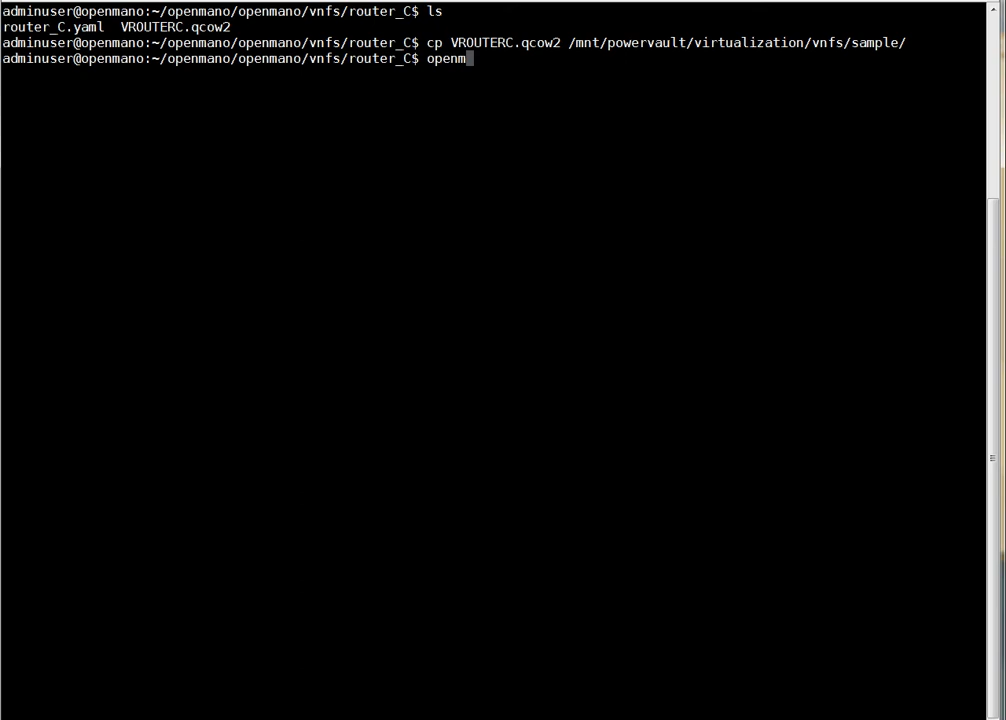 adminuser@openmano:~/openmano/openmano/vnfs/router_C$ ls
router_C.yaml  VROUTERC.qcow2
adminuser@openmano:~/openmano/openmano/vnfs/router_C$ cp VROUTERC.qcow2 /mnt/powervault/virtualization/vnfs/sample/
adminuser@openmano:~/openmano/openmano/vnfs/router_C$ openm